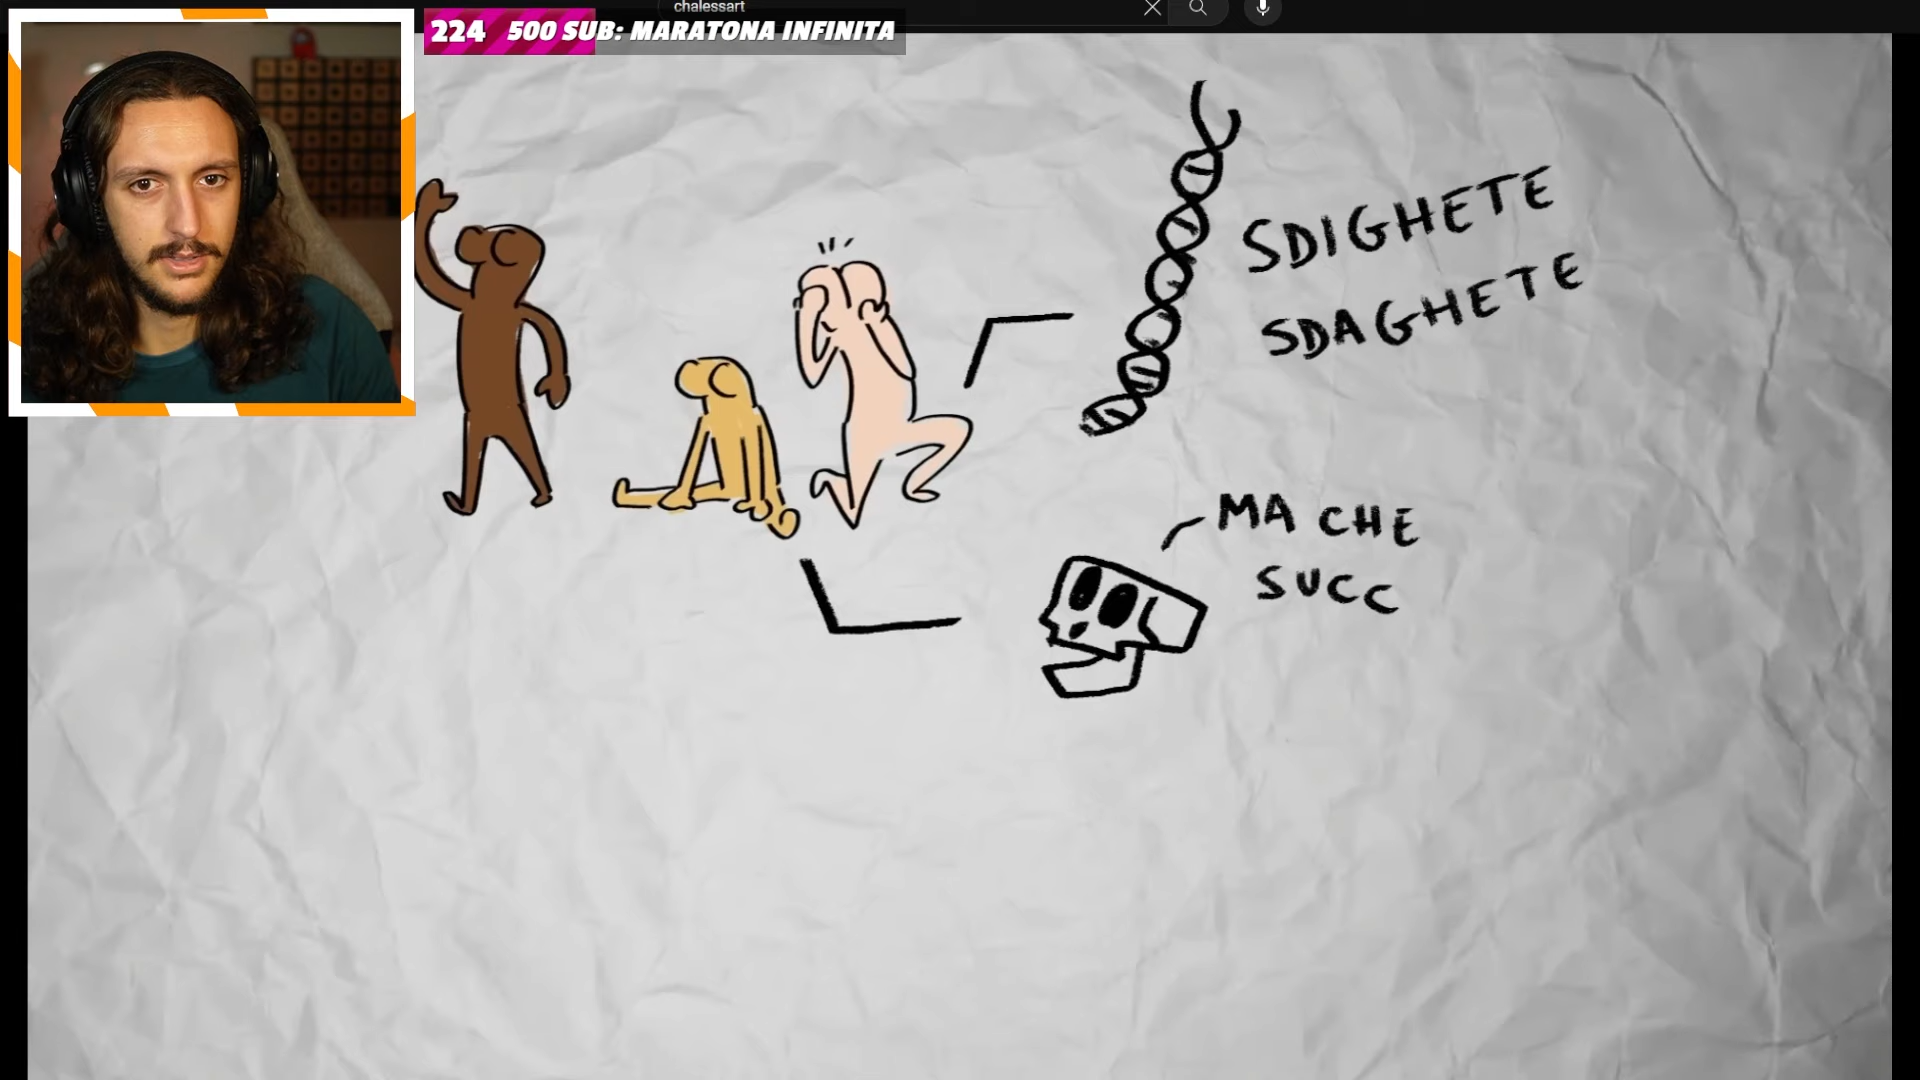 chalessart
224 500 SUB: MARATONA INFINITA
SDIGHETE
SDAGHETE
MA CHE
SUCC